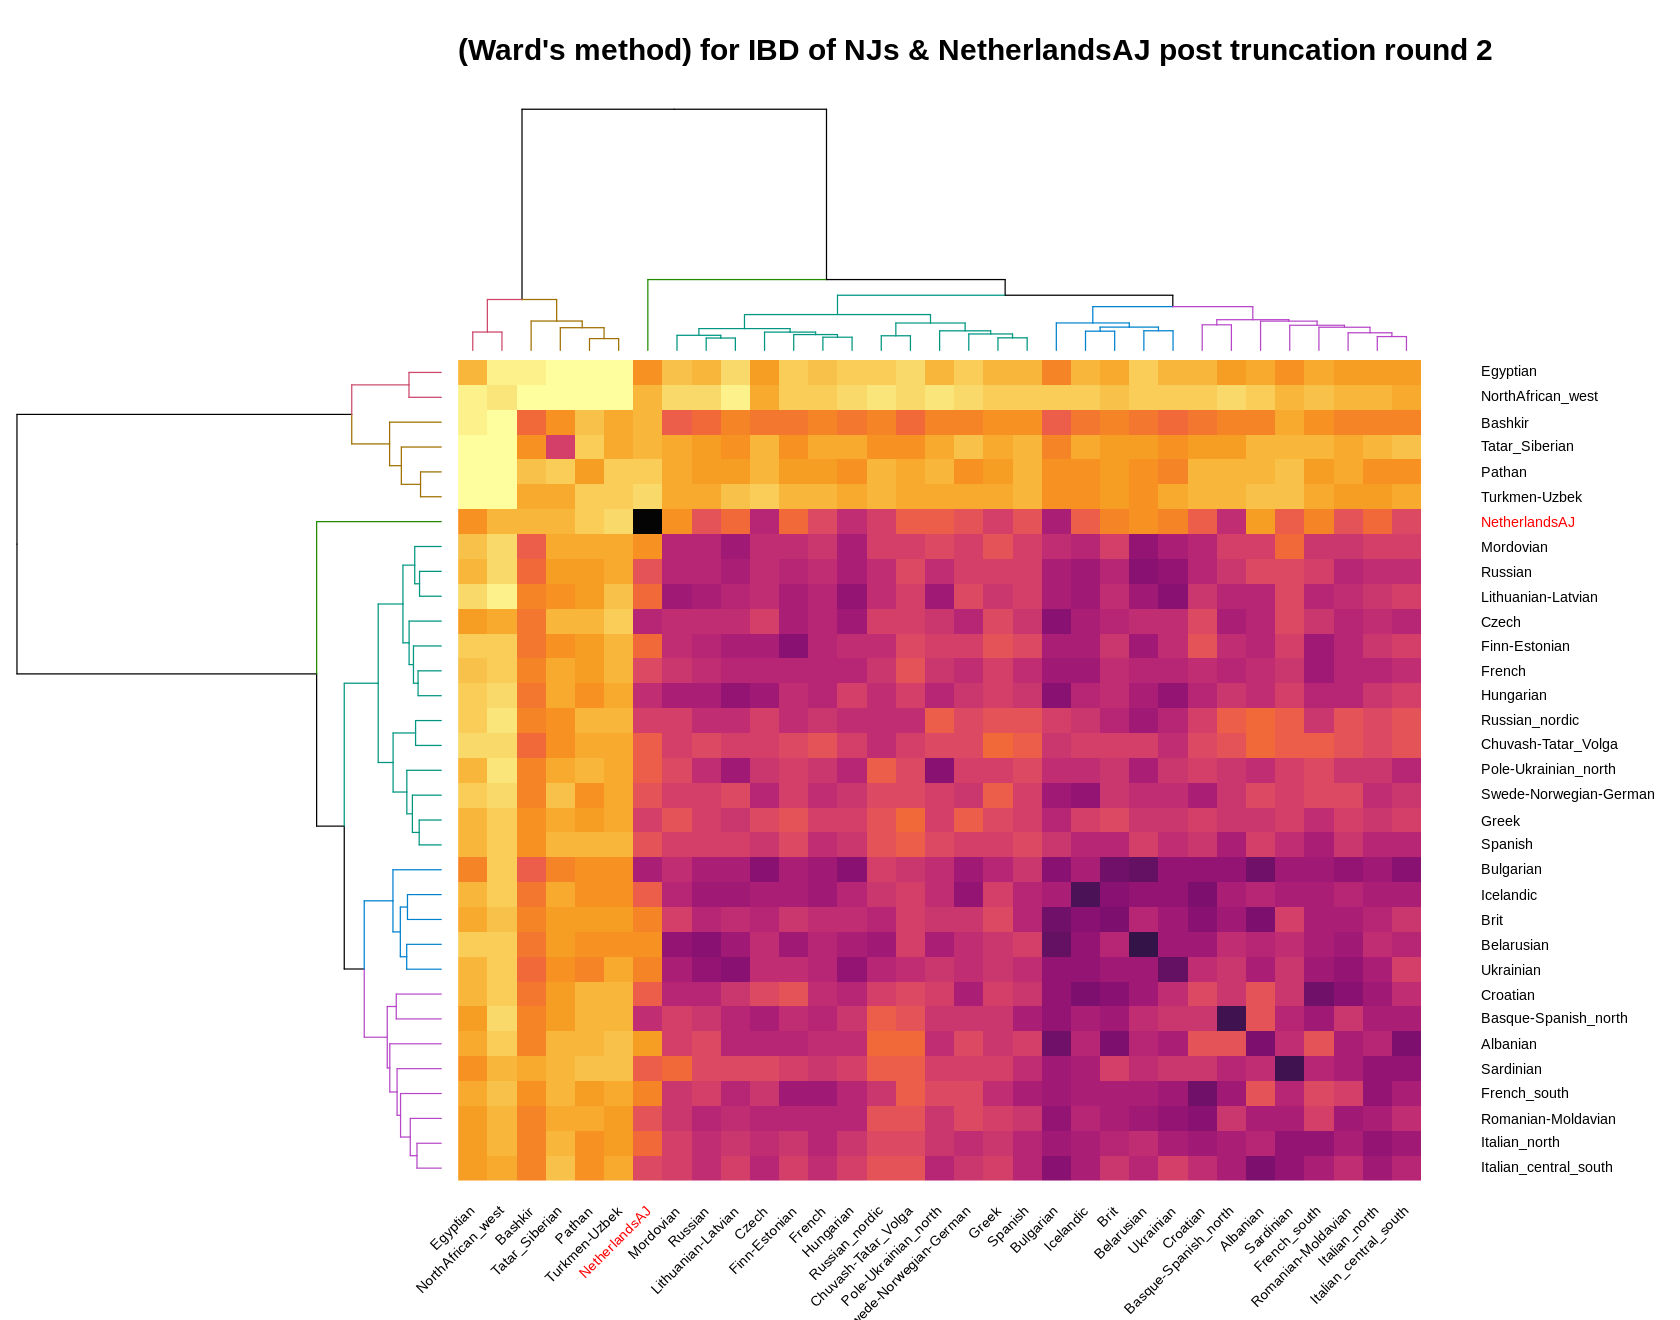 (Ward's method) for IBD of NJs & NetherlandsAJ post truncation round 2
Egyptian
NorthAfrican_west
Bashkir
Tatar_Siberian
Pathan
Turkmen-Uzbek
NetherlandsAJ
Mordovian
Russian
Lithuanian-Latvian
Czech
Finn-Estonian
French
Hungarian
Russian_nordic
Chuvash-Tatar_Volga
Pole-Ukrainian_north
Swede-Norwegian-German
Greek
Spanish
Bulgarian
Icelandic
Brit
Belarusian
Ukrainian
Croatian
Basque-Spanish_north
Albanian
Sardinian
French_south
Romanian-Moldavian
Italian_north
Italian_central_south
Egyptian
NorthAfrican_west
Bashkir
Tatar_Siberian
Pathan
Turkmen-Uzbek
NetherlandsAJ
Mordovian
Russian
Lithuanian-Latvian
Czech
Finn-Estonian
French
Hungarian
Russian_nordic
Chuvash-Tatar_Volga
Pole-Ukrainian_north
wede-Norwegian-German
Greek
Spanish
Bulgarian
Icelandic
Brit
Belarusian
Ukrainian
Croatian
Basque-Spanish_north
Albanian
Sardinian
French_south
Romanian-Moldavian
Italian_north
Italian_central_south